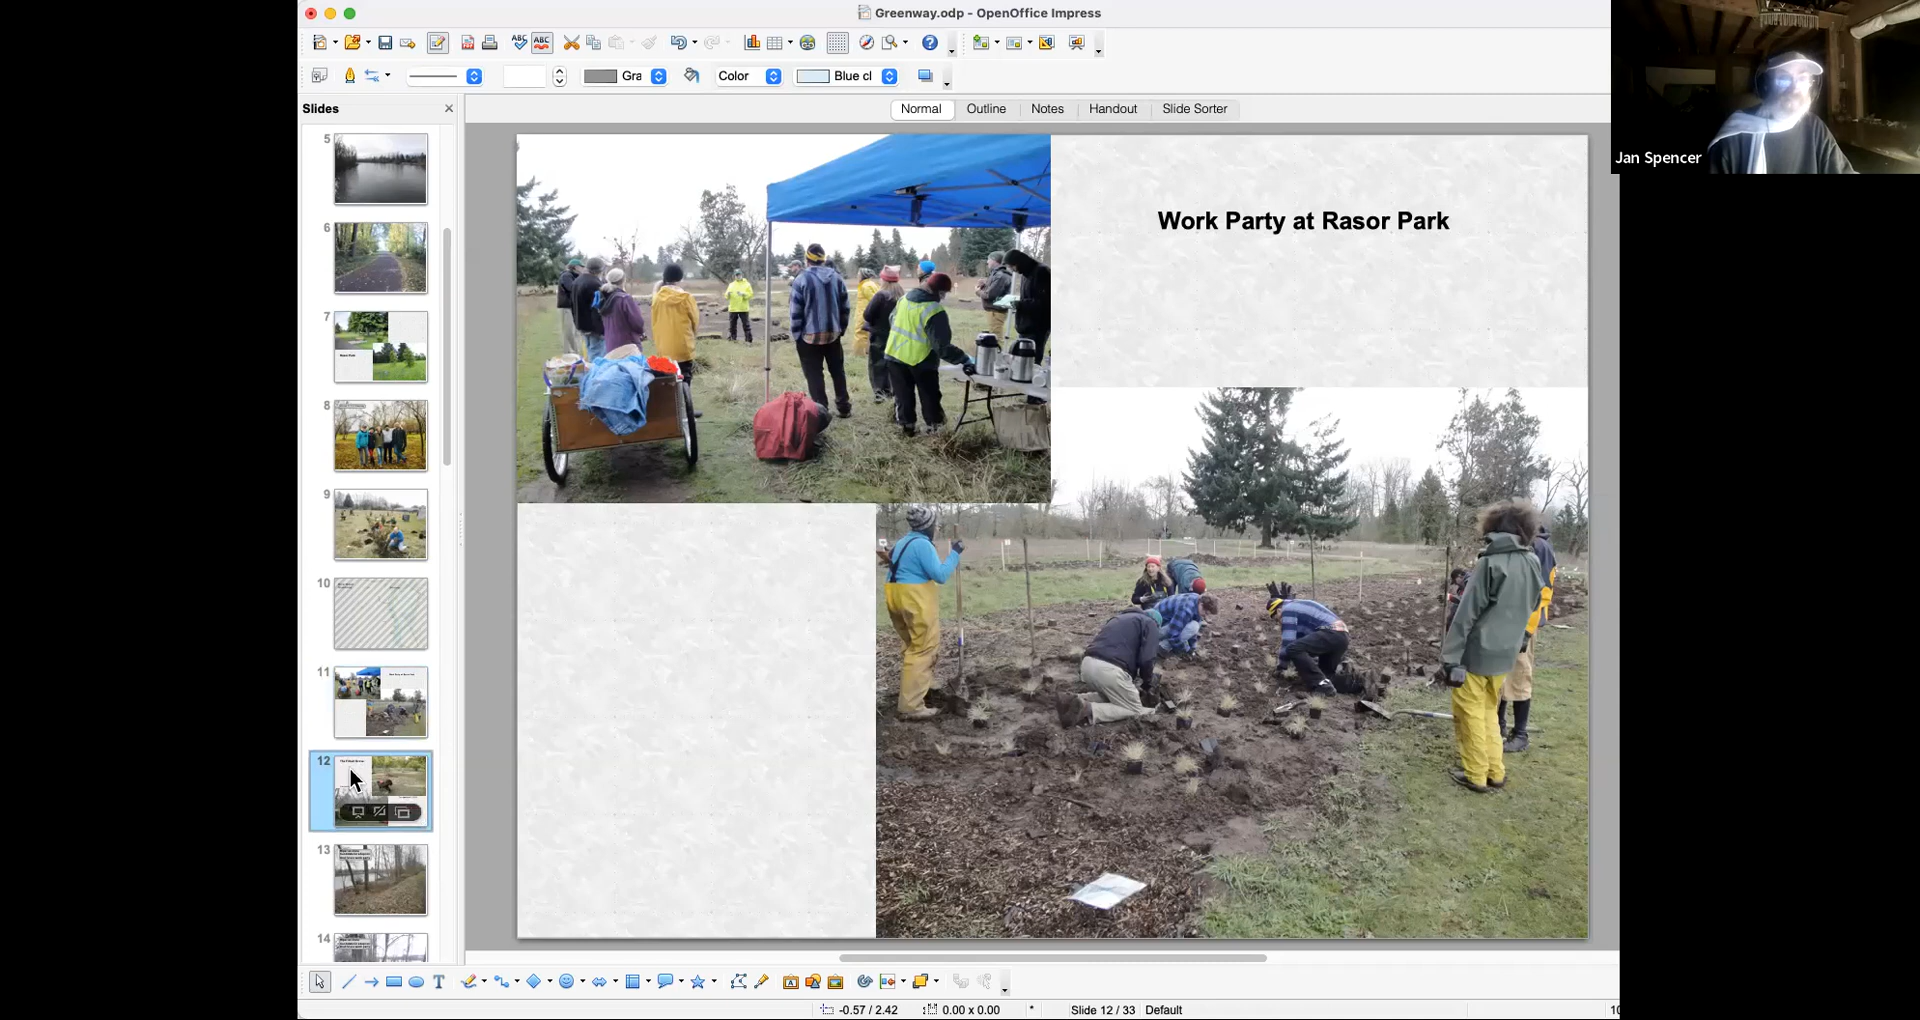 Greenway.odp - OpenOffice Impress
Gra
Color
Blue cl
Slides
Normal
Outline
Notes
Handout
Slide Sorter
Jan Spencer
5
6
7
8
9
10
11
12
13
14
Work Party at Rasor Park
-0.57 / 2.42
0.00 x 0.00
*
Slide 12 / 33
Default